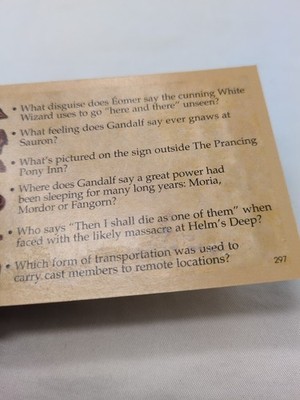 • What disguise does Éomer say the cunning White
Wizard uses to go "here and there" unseen?
• What feeling does Gandalf say ever gnaws at
Sauron?
• What's pictured on the sign outside The Prancing
Pony Inn?
• Where does Gandalf say a great power had
been sleeping for many long years: Moria,
Mordor or Fangorn?
• Who says "Then I shall die as one of them" when
faced with the likely massacre at Helm's Deep?
• Which form of transportation was used to
carry cast members to remote locations?
297